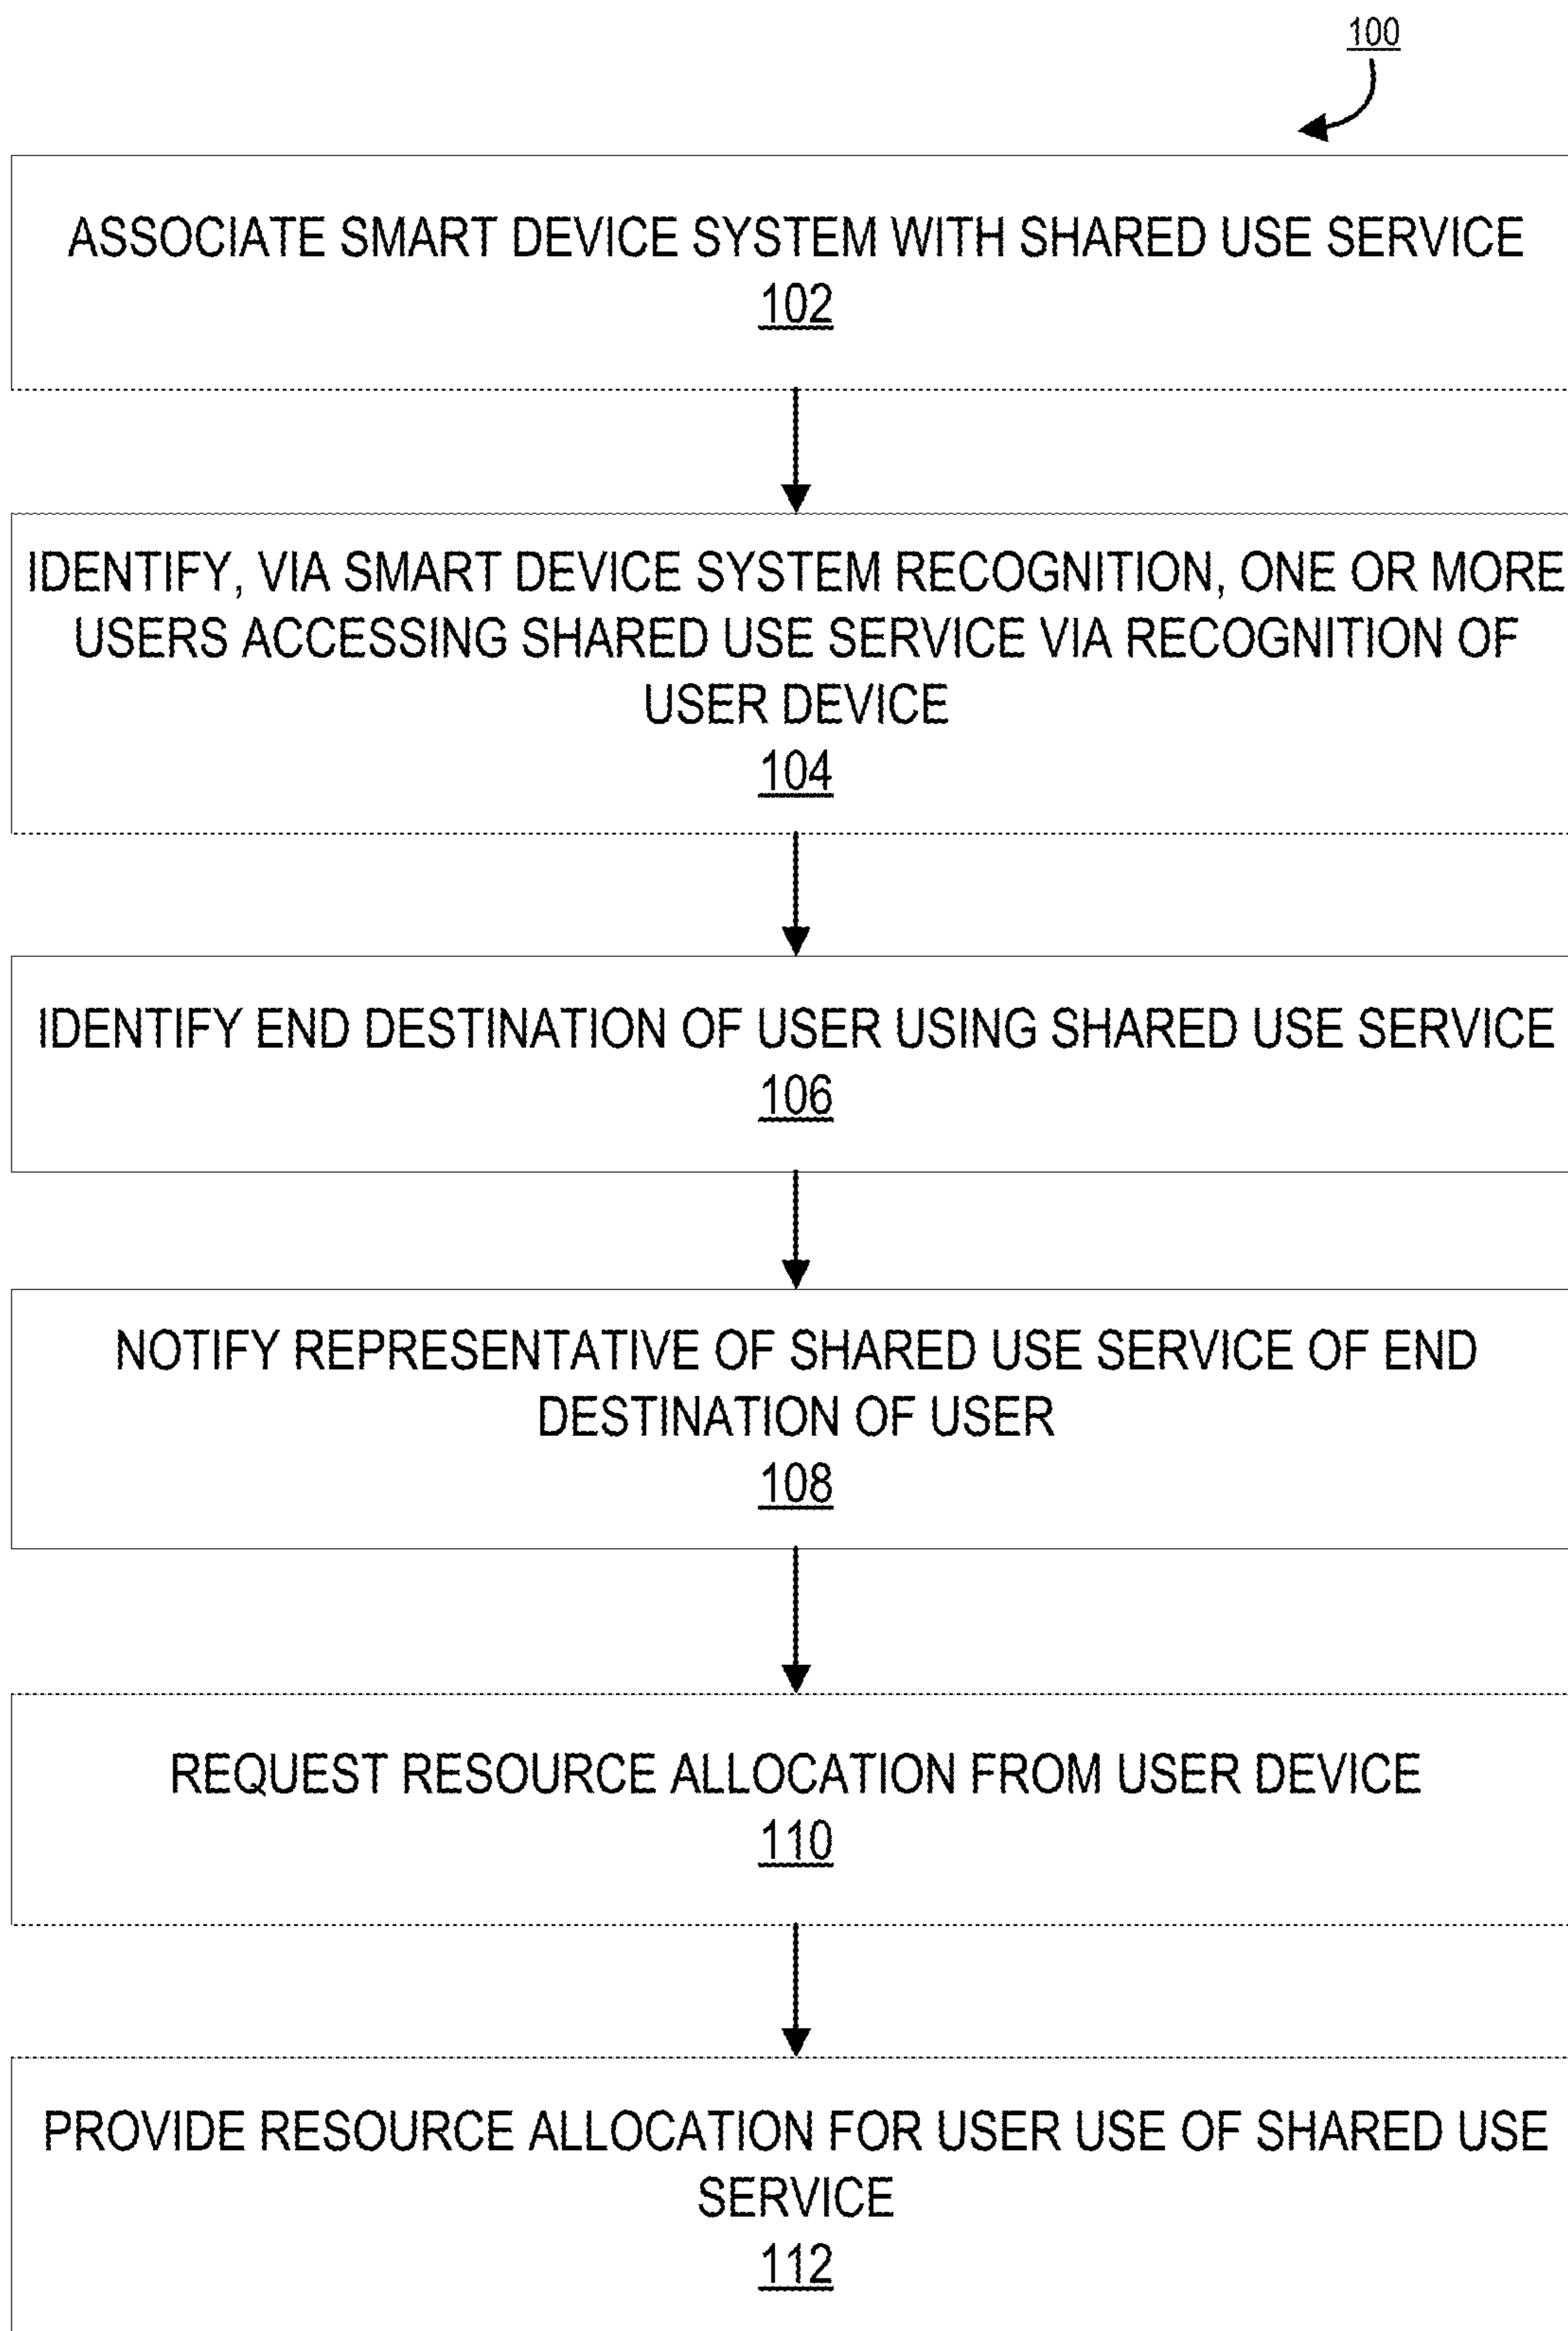 100
ASSOCIATE SMART DEVICE SYSTEM WITH SHARED USE SERVICE
102
IDENTIFY, VIA SMART DEVICE SYSTEM RECOGNITION, ONE OR MORE
USERS ACCESSING SHARED USE SERVICE VIA RECOGNITION OF
USER DEVICE
104
IDENTIFY END DESTINATION OF USER USING SHARED USE SERVICE
106
NOTIFY REPRESENTATIVE OF SHARED USE SERVICE OF END
DESTINATION OF USER
108
REQUEST RESOURCE ALLOCATION FROM USER DEVICE
110
PROVIDE RESOURCE ALLOCATION FOR USER USE OF SHARED USE
SERVICE
112